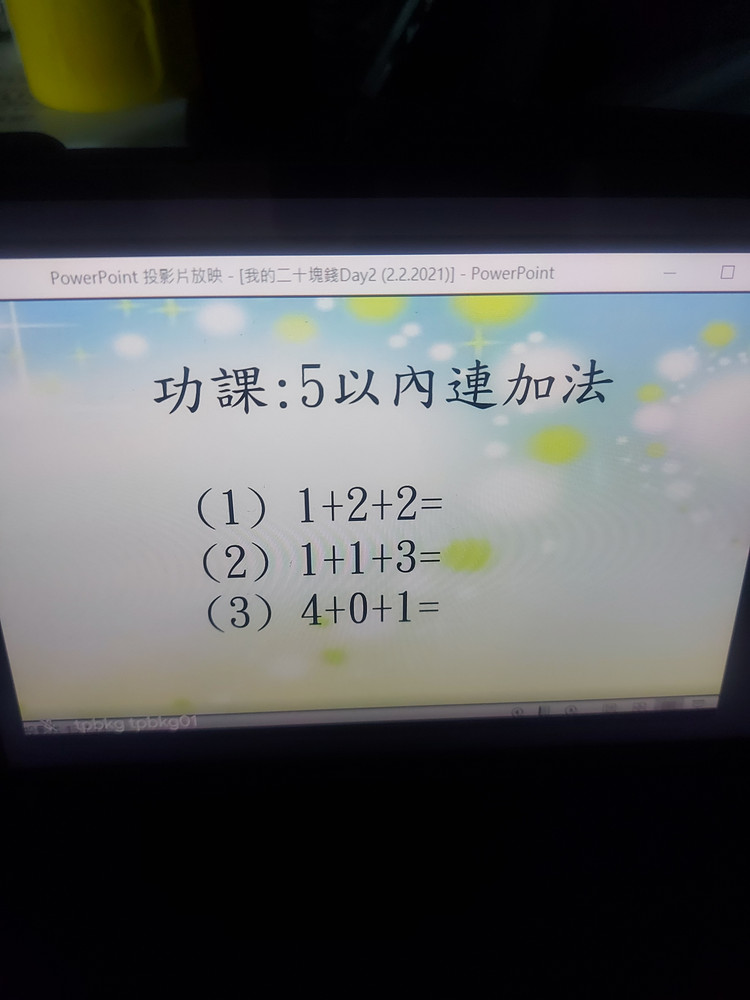 PowerPoint 投影片放映 - [我的二十塊錢Day2 (2.2.2021)] - PowerPoint
功課:5以內連加法
(1) 1+2+2=
(2) 1+1+3=
(3) 4+0+1=
tpbkg tpbkg01